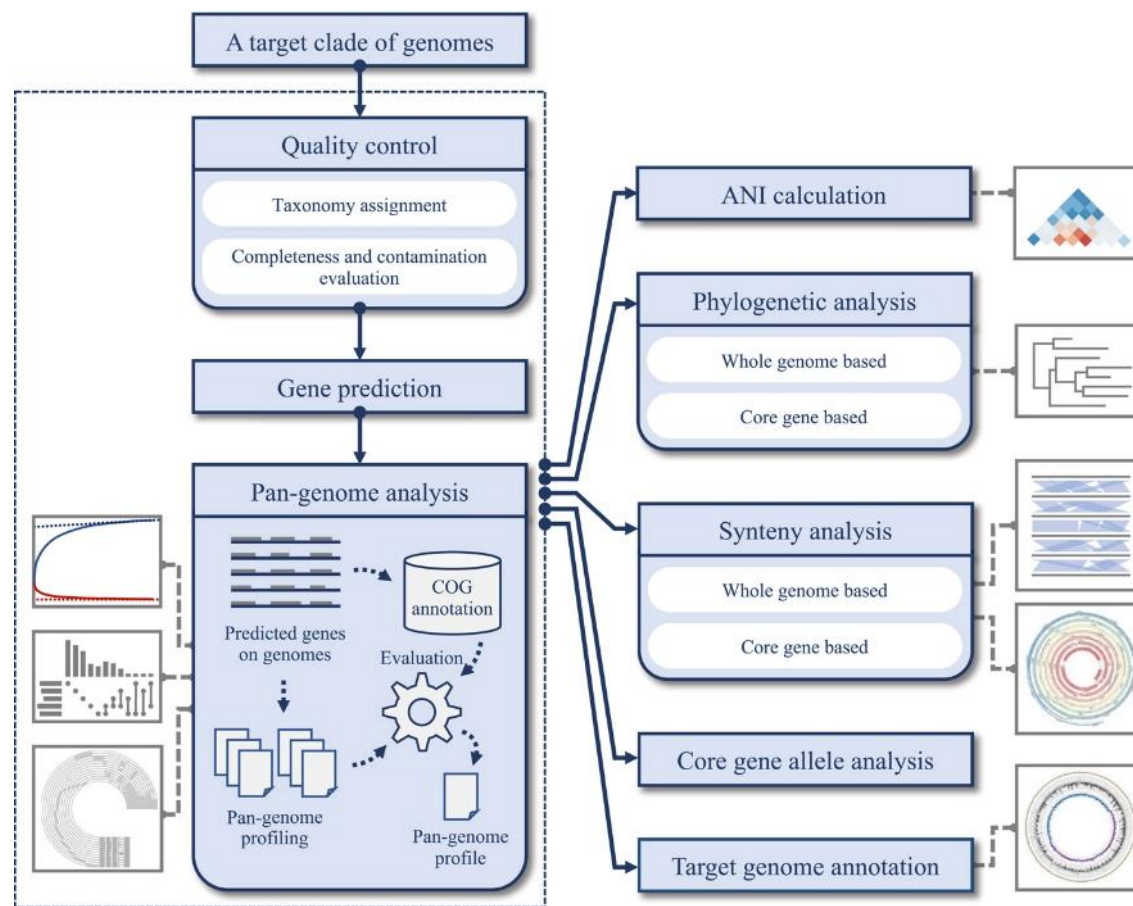 A target clade of genomes
Quality control
Taxonomy assignment
Completeness and contamination
evaluation
Gene prediction
Pan-genome analysis
COG
annotation
Predicted genes
on genomes
Evaluation
Pan-genome
profiling
Pan-genome
profile
ANI calculation
Phylogenetic analysis
Whole genome based
Core gene based
Synteny analysis
Whole genome based
Core gene based
Core gene allele analysis
Target genome annotation